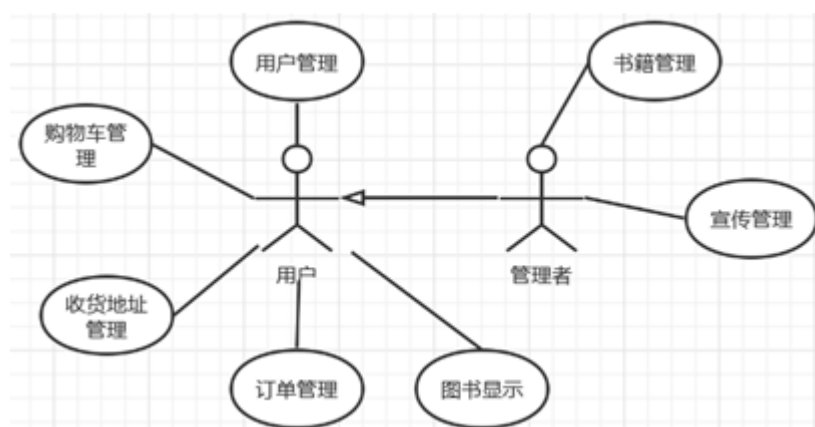 用户管理
书籍管理
购物车管
理
宣传管理
用户
管理者
收货地址
管理
订单管理
图书显示